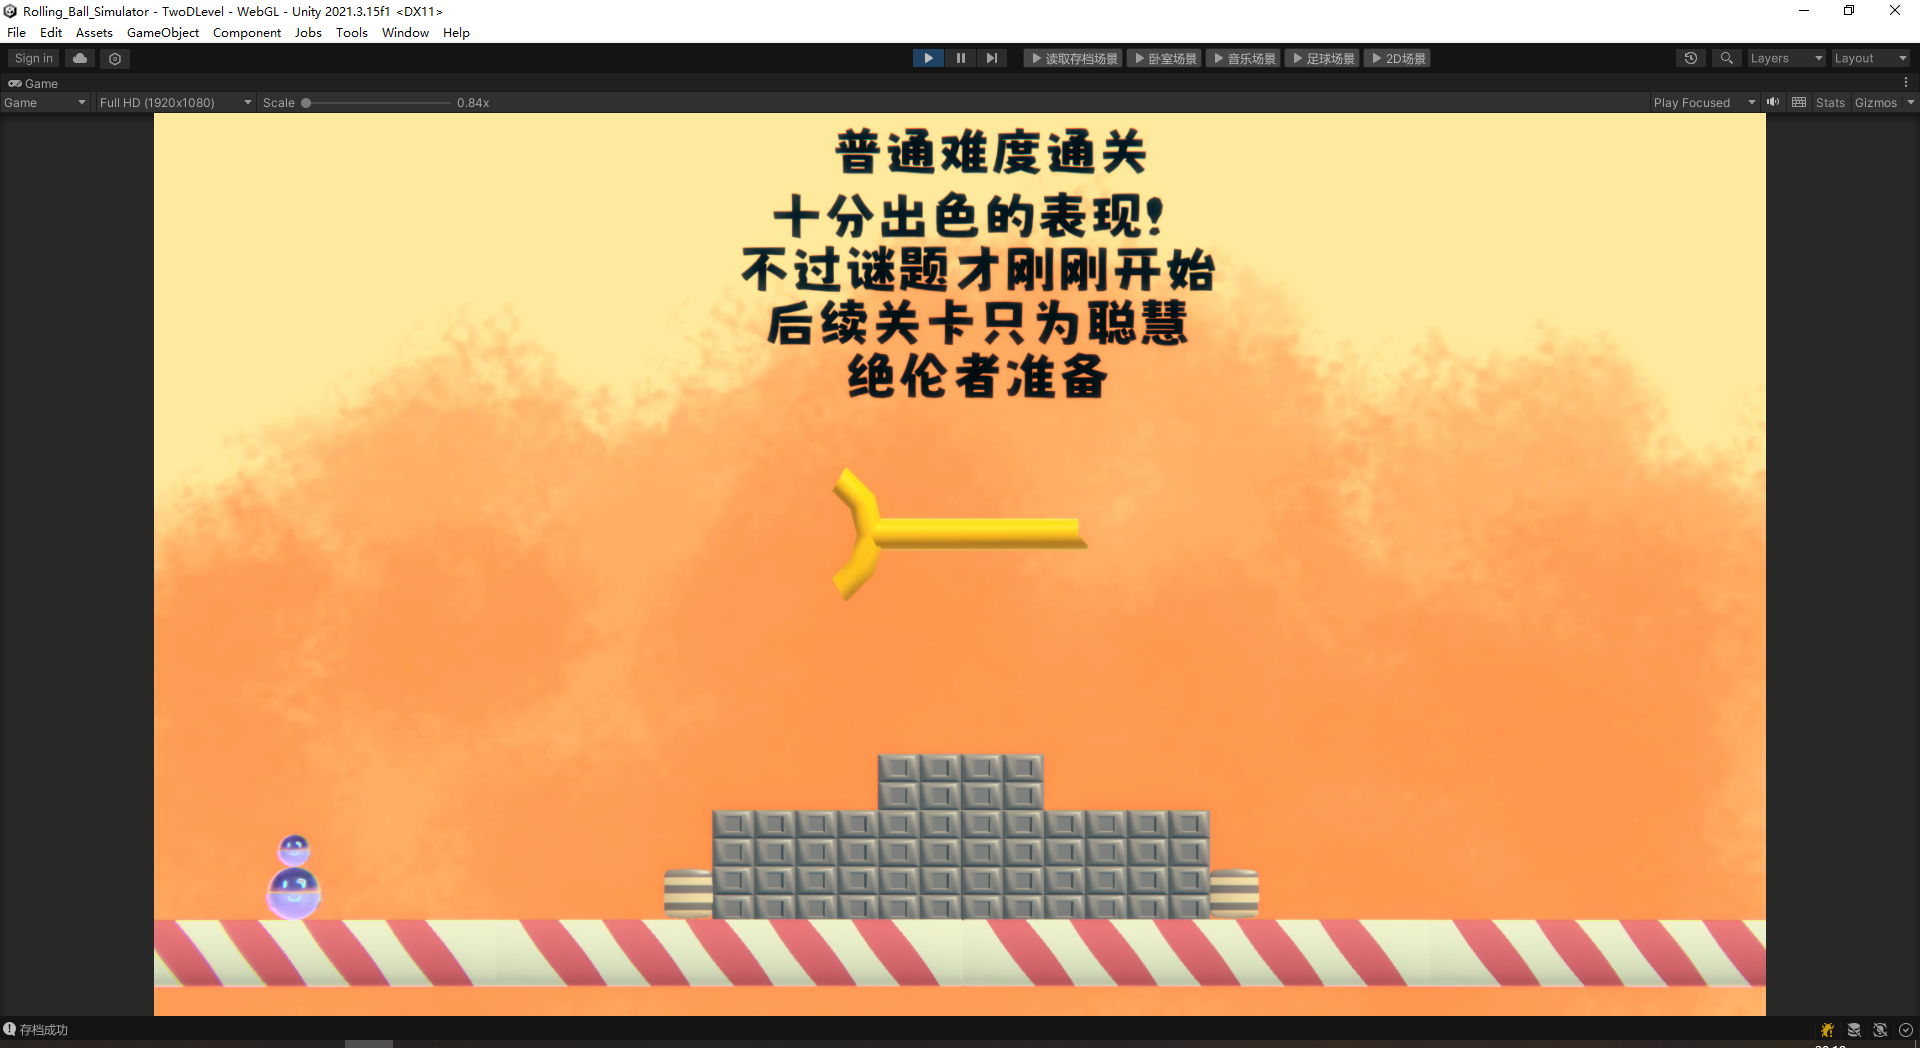 Rolling_Ball_Simulator - TwoDLevel - WebGL - Unity 2021.3.15f1 <DX11>
File Edit Assets GameObject Component Jobs Tools Window Help
Sign in 读取存档场景 卧室场景 音乐场景 足球场景 2D场景 Layers Layout
Game
Game Full HD (1920x1080) Scale 0.84x Play Focused Stats Gizmos
普通难度通关
十分出色的表现!
不过谜题才刚刚开始
后续关卡只为聪慧
绝伦者准备
存档成功